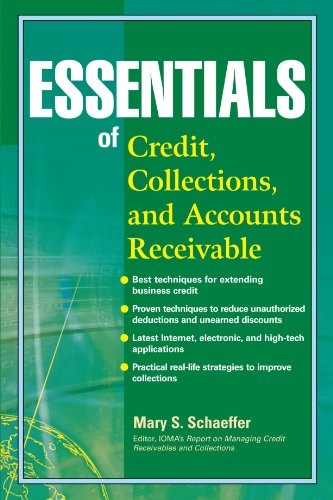 ESSENTIALS
of Credit,
Collections,
and Accounts
Receivable
Best techniques for extending
business credit
Proven techniques to reduce unauthorized
deductions and unearned discounts
Latest Internet, electronic, and high-tech
applications
Practical real-life strategies to improve
collections
Mary S. Schaeffer
Editor, IOMA's Report on Managing Credit
Receivables and Collections